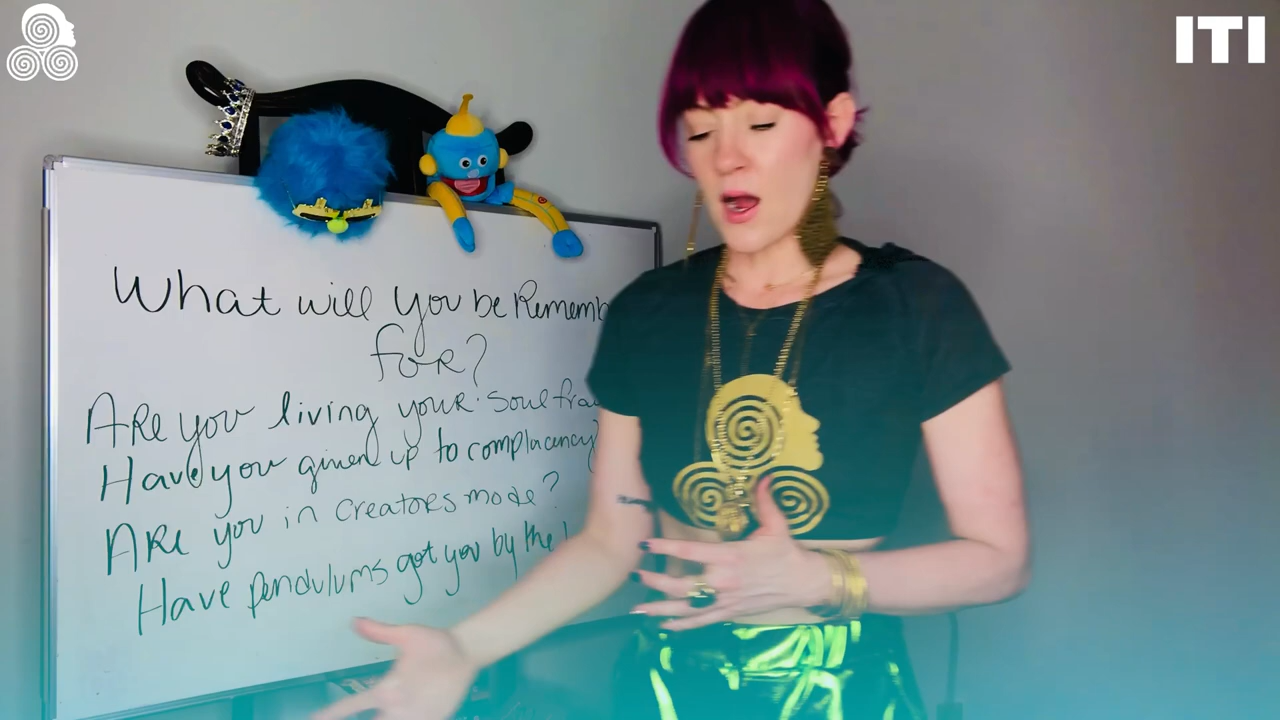 ITI
What will you be Rememb
for?
Are you living your soul
Have you given up to complacency?
Are you in creators mode?
Have pendulums got you by the